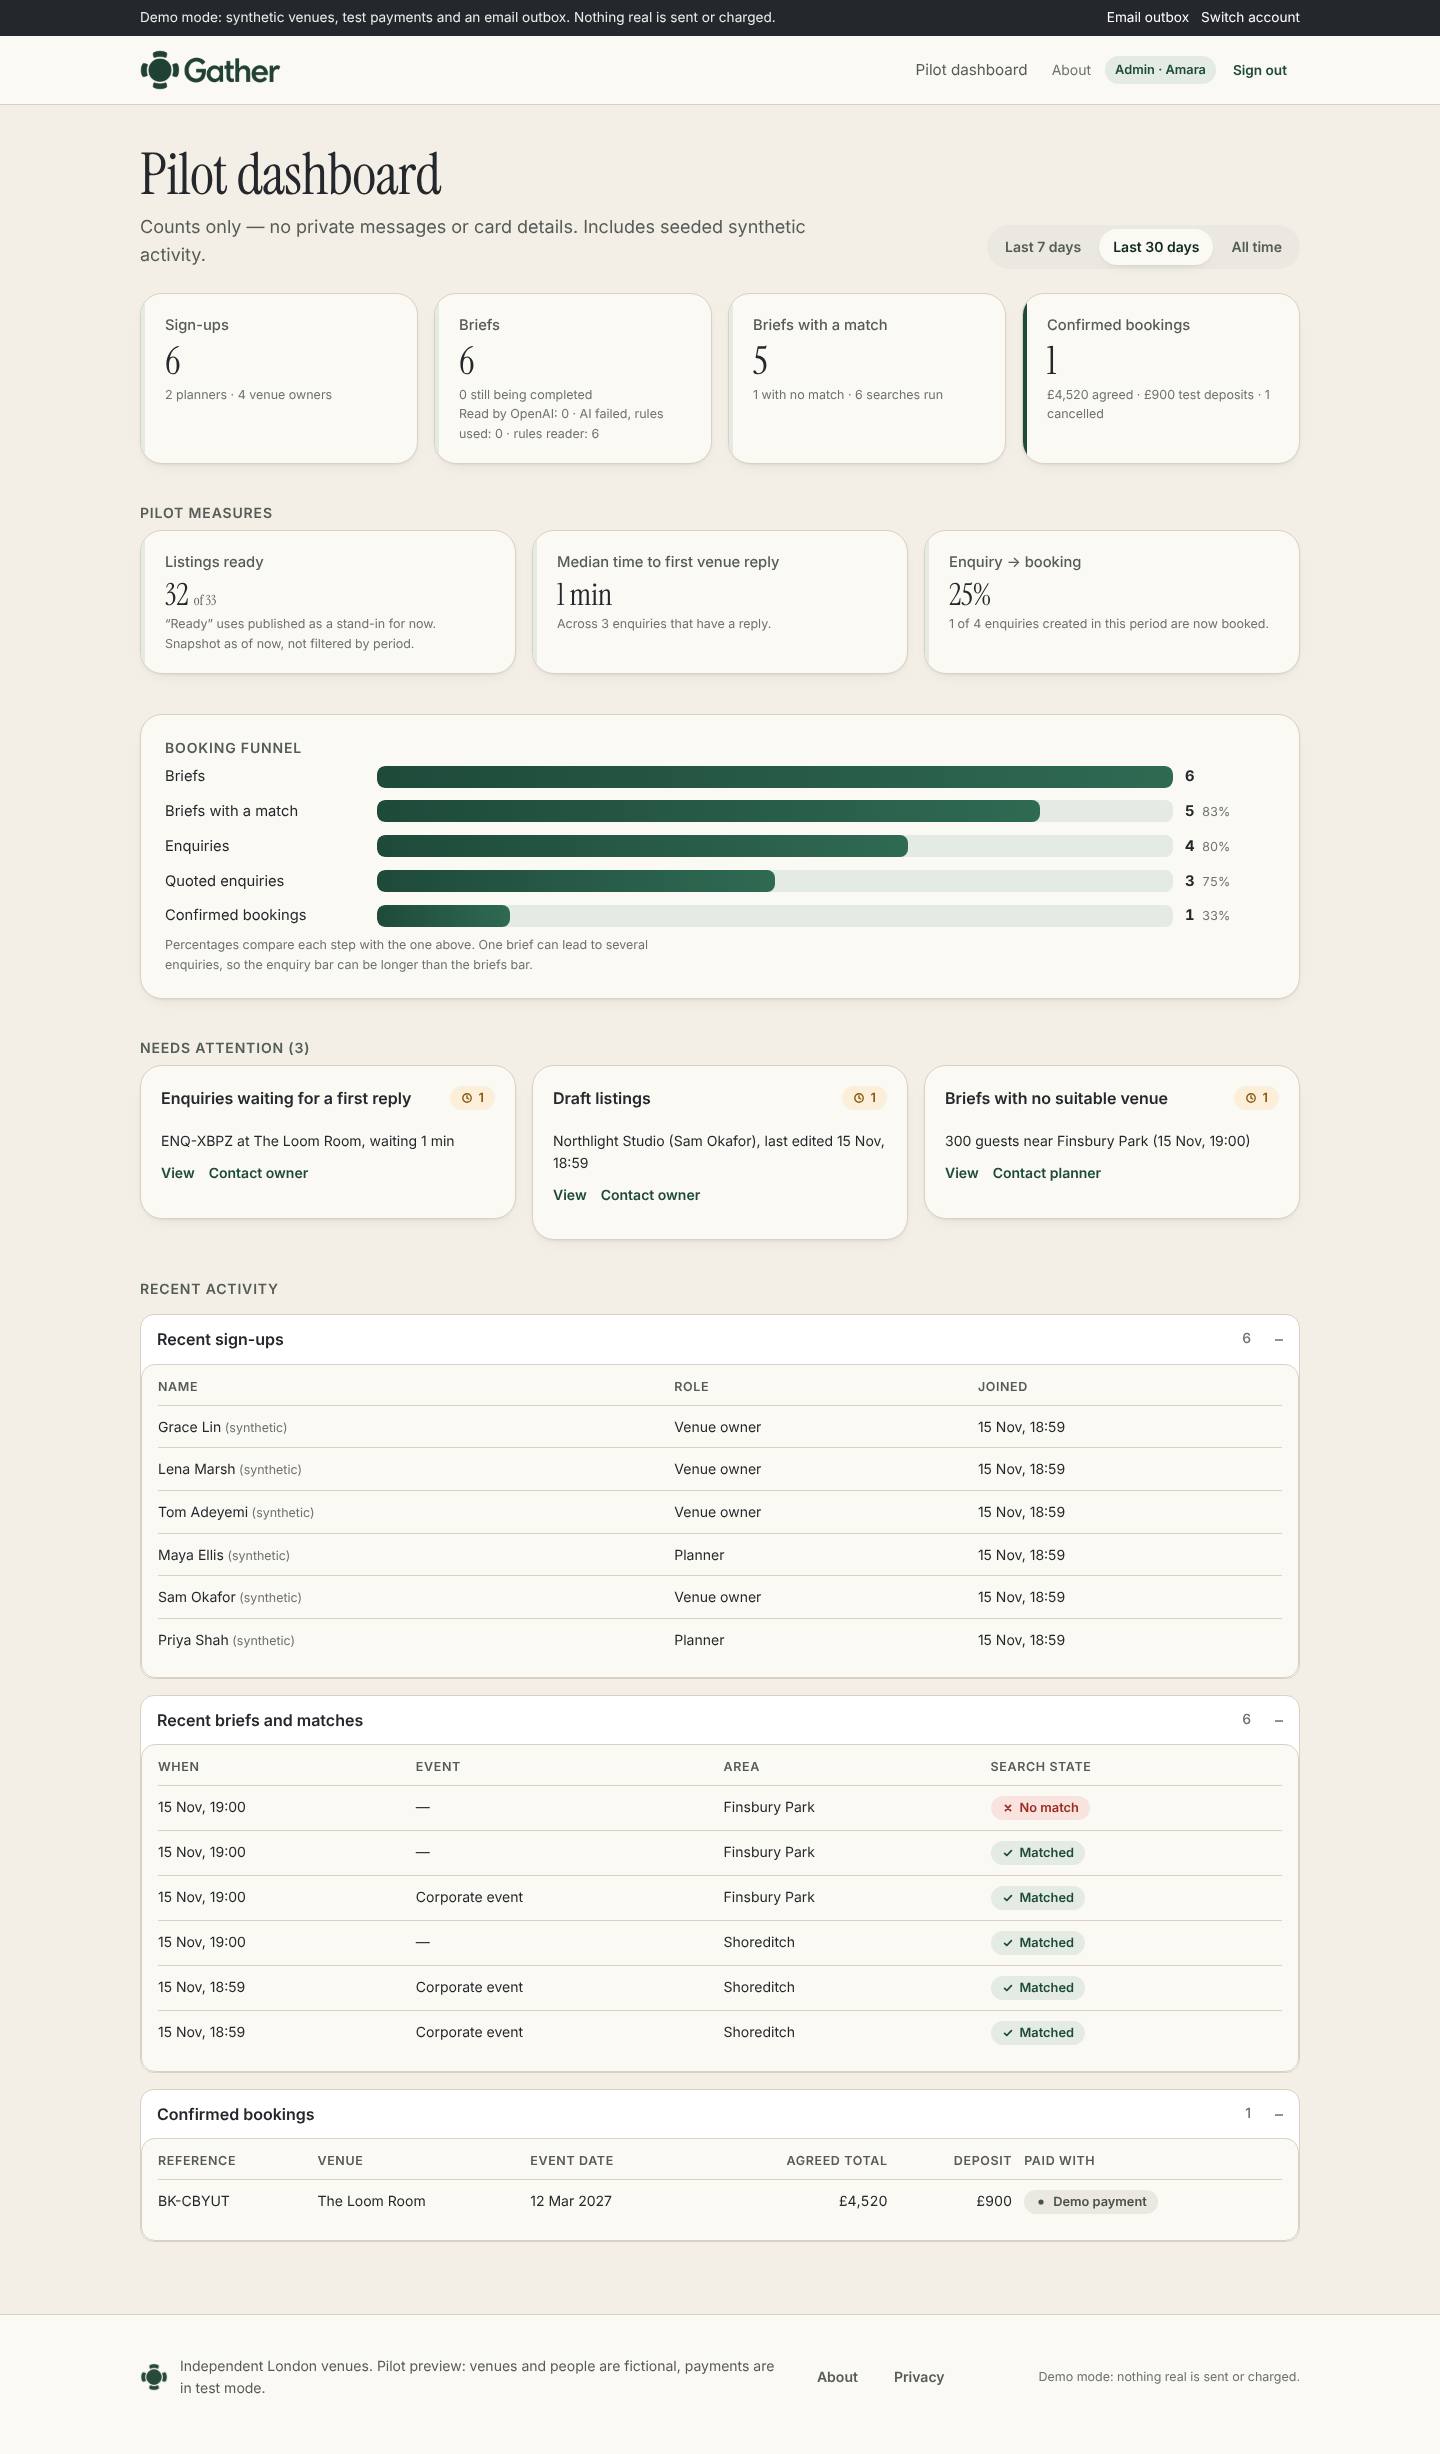 Demo mode: synthetic venues, test payments and an email outbox. Nothing real is sent or charged.
Email outbox Switch account
Gather
Pilot dashboard About Admin · Amara Sign out
Pilot dashboard
Counts only — no private messages or card details. Includes seeded synthetic
activity.
Last 7 days Last 30 days All time
Sign-ups
6
2 planners · 4 venue owners
Briefs
6
0 still being completed
Read by OpenAI: 0 · AI failed, rules
used: 0 · rules reader: 6
Briefs with a match
5
1 with no match · 6 searches run
Confirmed bookings
1
£4,520 agreed · £900 test deposits · 1
cancelled
PILOT MEASURES
Listings ready
32 of 33
“Ready” uses published as a stand-in for now.
Snapshot as of now, not filtered by period.
Median time to first venue reply
1 min
Across 3 enquiries that have a reply.
Enquiry → booking
25%
1 of 4 enquiries created in this period are now booked.
BOOKING FUNNEL
Briefs 6
Briefs with a match 5 83%
Enquiries 4 80%
Quoted enquiries 3 75%
Confirmed bookings 1 33%
Percentages compare each step with the one above. One brief can lead to several
enquiries, so the enquiry bar can be longer than the briefs bar.
NEEDS ATTENTION (3)
Enquiries waiting for a first reply 1
ENQ-XBPZ at The Loom Room, waiting 1 min
View Contact owner
Draft listings 1
Northlight Studio (Sam Okafor), last edited 15 Nov,
18:59
View Contact owner
Briefs with no suitable venue 1
300 guests near Finsbury Park (15 Nov, 19:00)
View Contact planner
RECENT ACTIVITY
Recent sign-ups 6 –
NAME ROLE JOINED
Grace Lin (synthetic) Venue owner 15 Nov, 18:59
Lena Marsh (synthetic) Venue owner 15 Nov, 18:59
Tom Adeyemi (synthetic) Venue owner 15 Nov, 18:59
Maya Ellis (synthetic) Planner 15 Nov, 18:59
Sam Okafor (synthetic) Venue owner 15 Nov, 18:59
Priya Shah (synthetic) Planner 15 Nov, 18:59
Recent briefs and matches 6 –
WHEN EVENT AREA SEARCH STATE
15 Nov, 19:00 — Finsbury Park × No match
15 Nov, 19:00 — Finsbury Park ✓ Matched
15 Nov, 19:00 Corporate event Finsbury Park ✓ Matched
15 Nov, 19:00 — Shoreditch ✓ Matched
15 Nov, 18:59 Corporate event Shoreditch ✓ Matched
15 Nov, 18:59 Corporate event Shoreditch ✓ Matched
Confirmed bookings 1 –
REFERENCE VENUE EVENT DATE AGREED TOTAL DEPOSIT PAID WITH
BK-CBYUT The Loom Room 12 Mar 2027 £4,520 £900 • Demo payment
Independent London venues. Pilot preview: venues and people are fictional, payments are
in test mode.
About Privacy
Demo mode: nothing real is sent or charged.